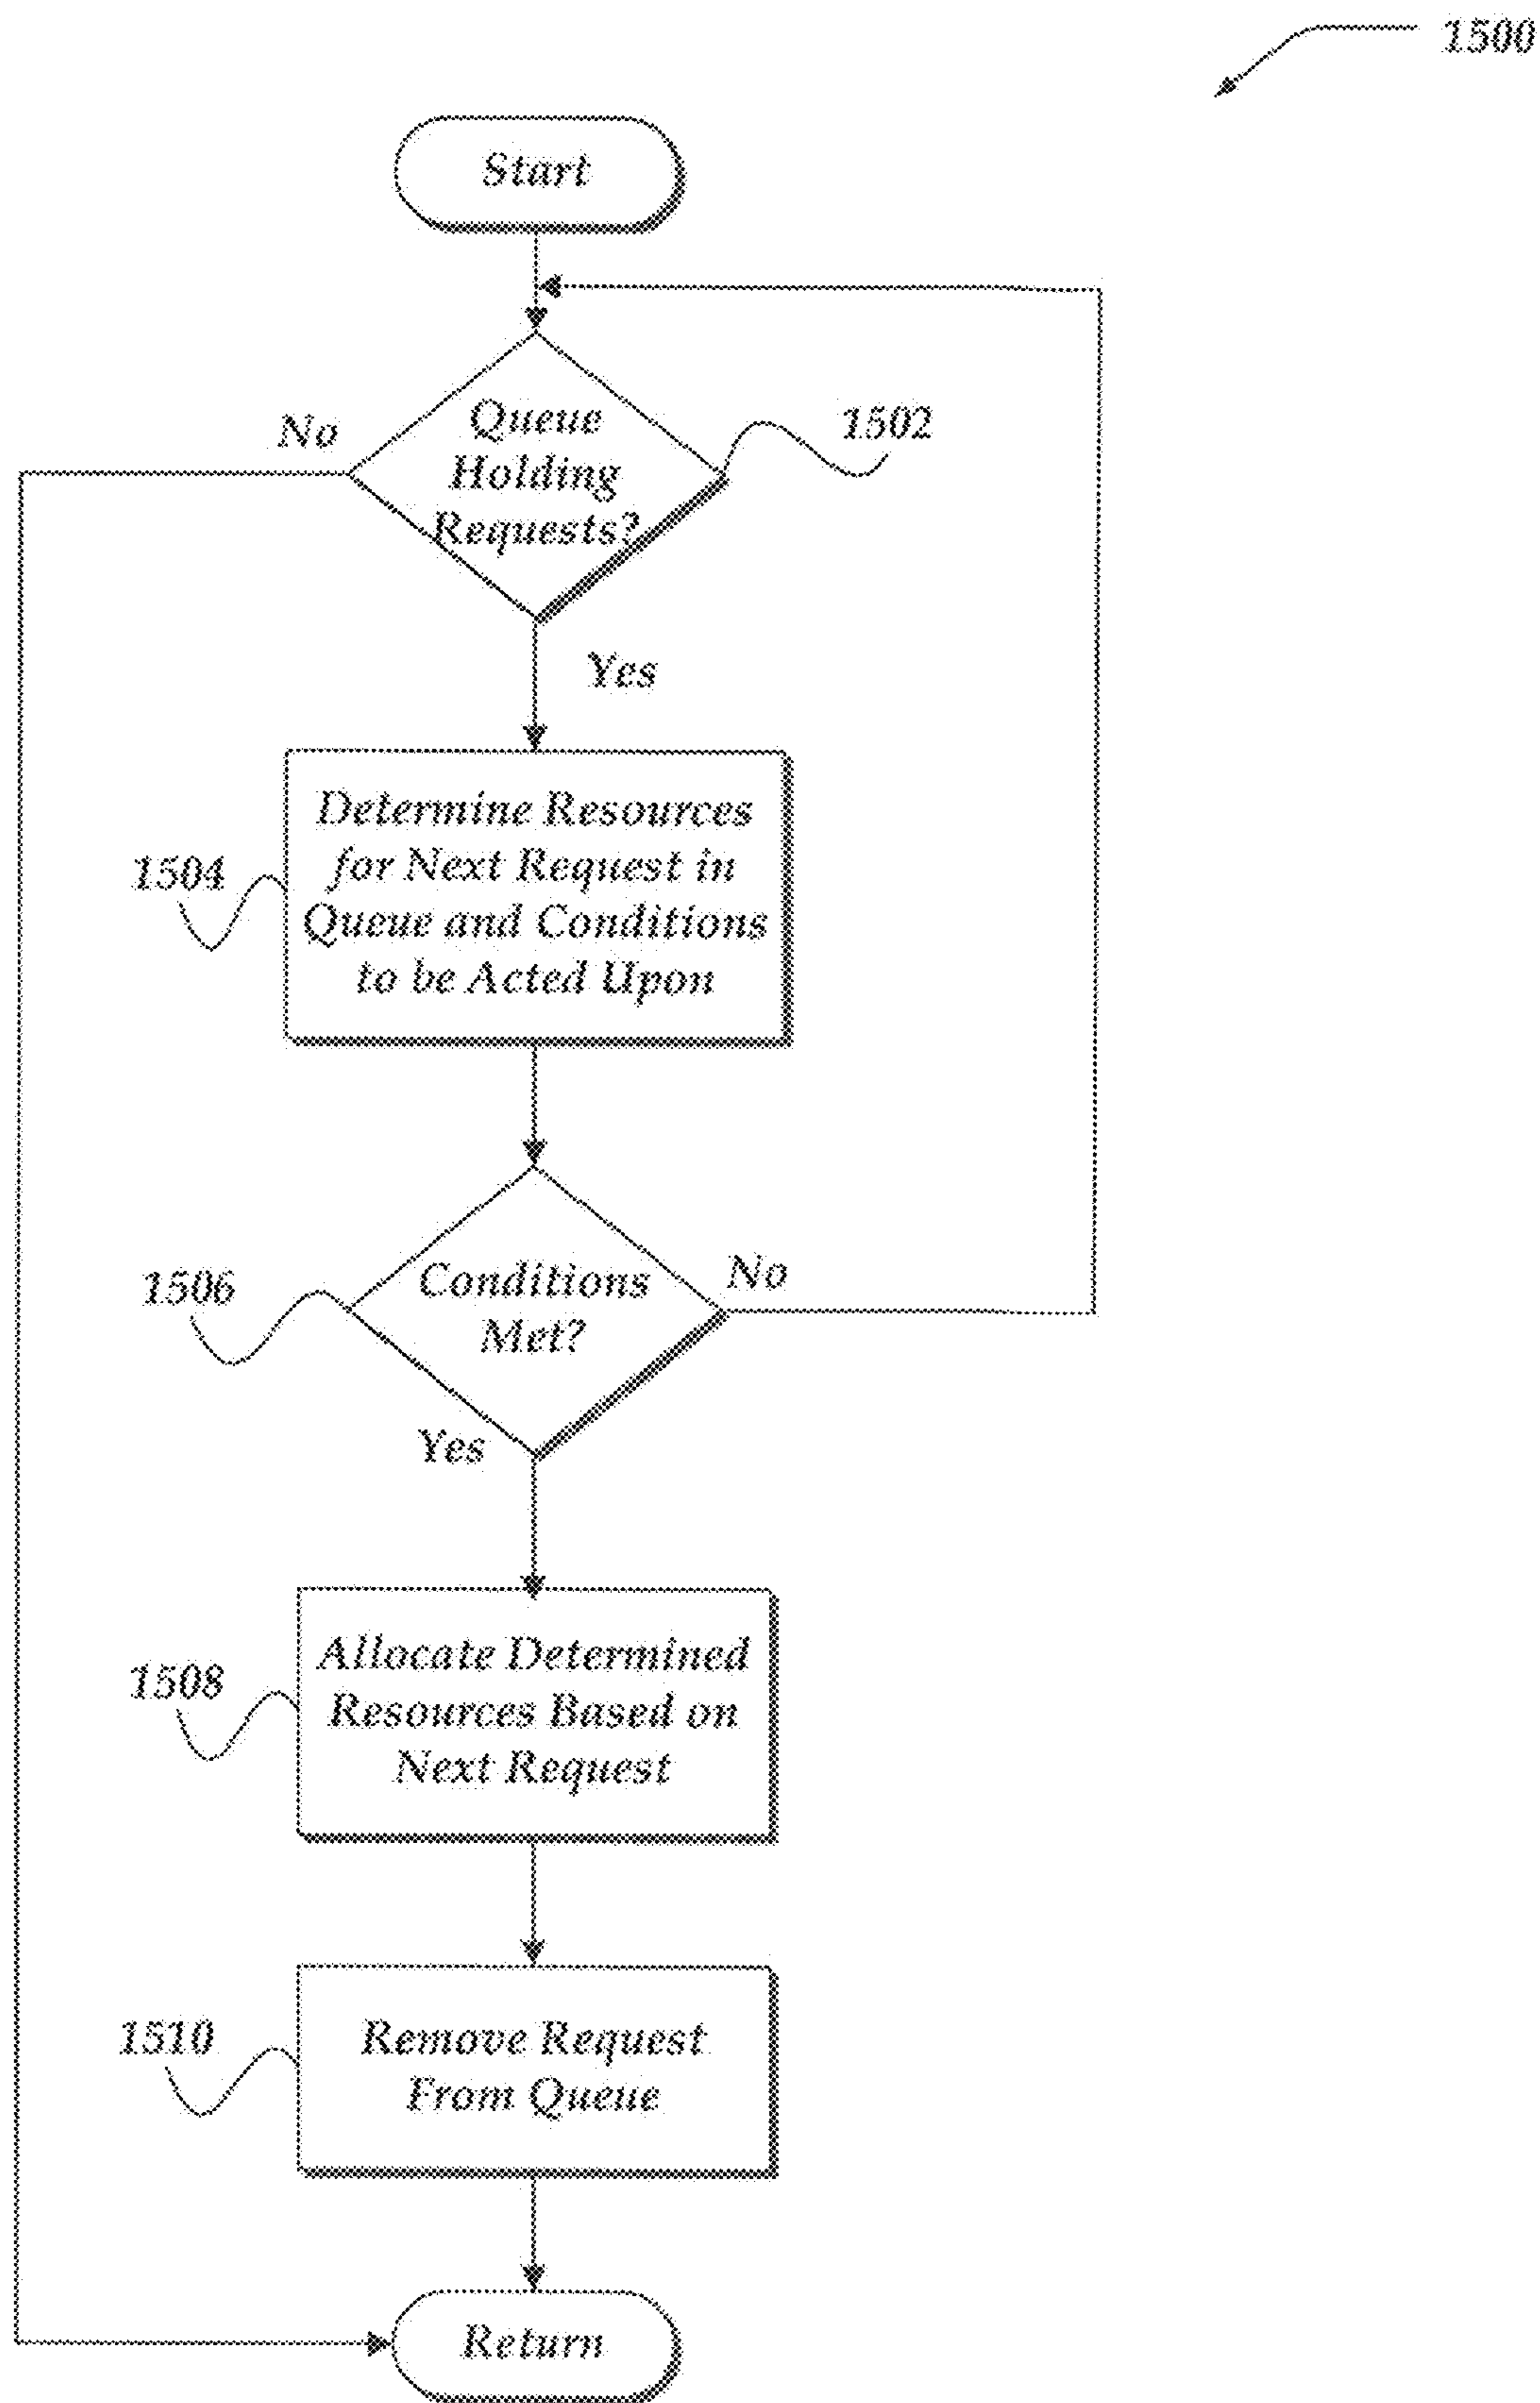 1500
Start
No
Queue
Holding
Requests?
1502
Yes
Determine Resources
for Next Request in
Queue and Conditions
to be Acted Upon
1504
Conditions
Met?
1506
No
Yes
Allocate Determined
Resources Based on
Next Request
1508
Remove Request
From Queue
1510
Return